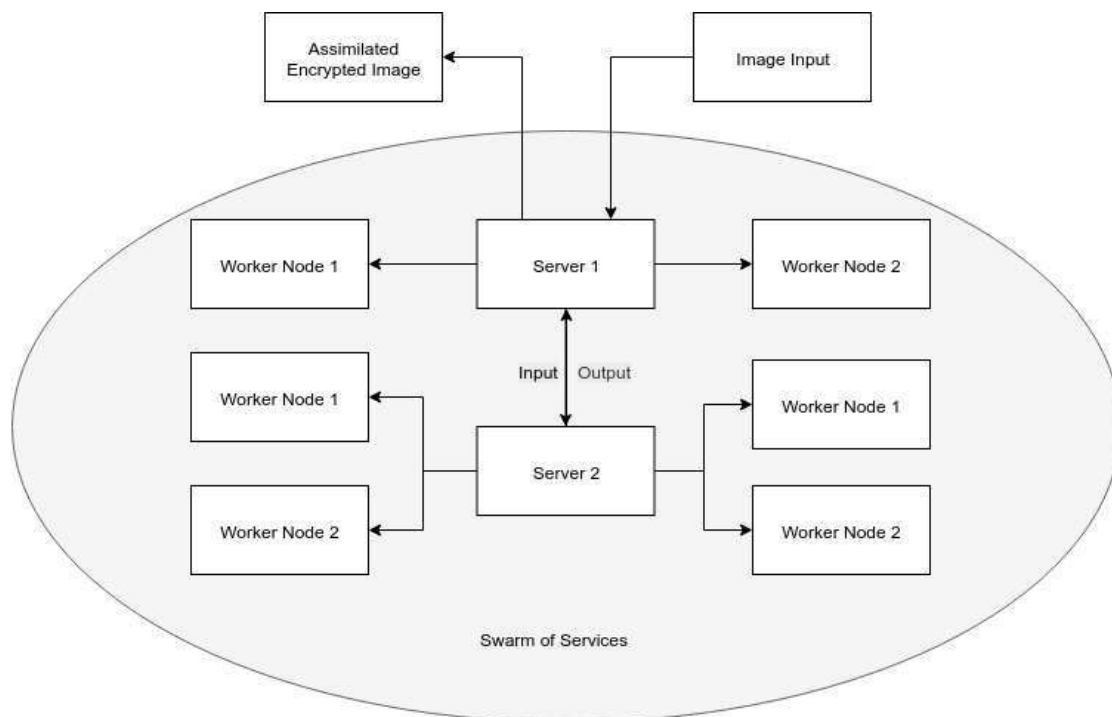 Assimilated
Encrypted Image
Image Input
Worker Node 1
Server 1
Worker Node 2
Input
Output
Worker Node 1
Worker Node 1
Server 2
Worker Node 2
Worker Node 2
Swarm of Services